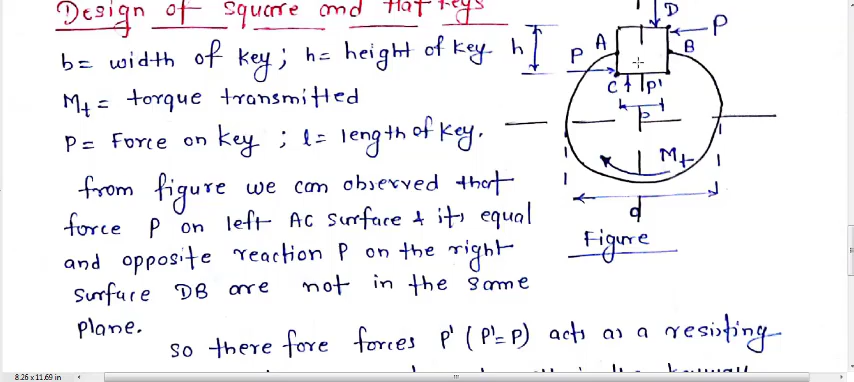 Design of square and flat keys
b= width of key; h= height of key
Mt= torque transmitted
P= Force on key ; l= length of key.
from figure we can observed that
force P on left AC surface & its equal
and opposite reaction P on the right
surface DB are not in the same
plane.
so there fore forces P' (P'=P) acts as a resisting
h
D
P
P
A
B
C
P'
b
Mt
d
Figure
8.26 x 11.69 in